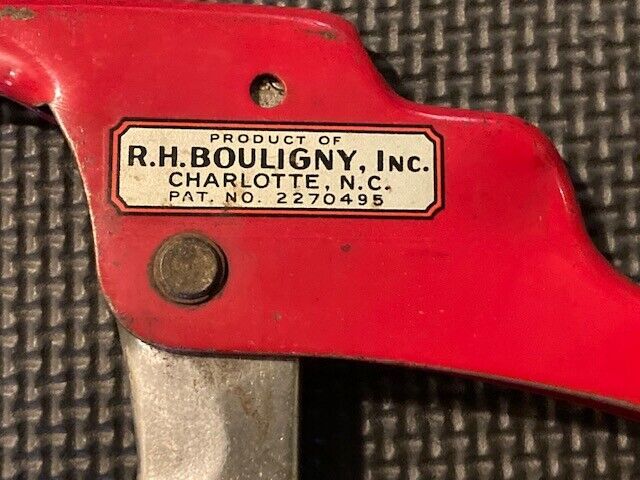 PRODUCT OF
R.H. BOULIGNY, INC.
CHARLOTTE, N.C.
PAT. NO. 2270495